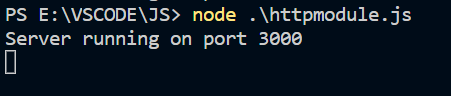 PS E:\VSCODE\JS> node .\httpmodule.js
Server running on port 3000